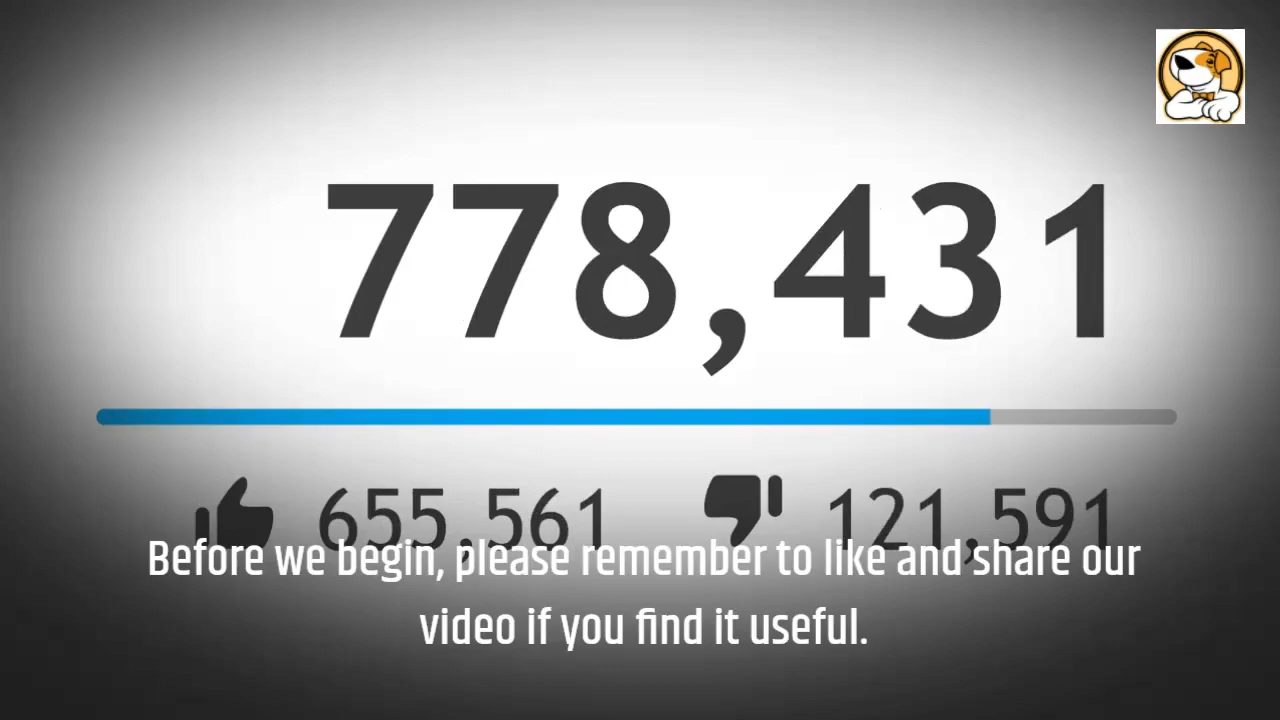 778,431
655,561 121,591
Before we begin, please remember to like and share our
video if you find it useful.